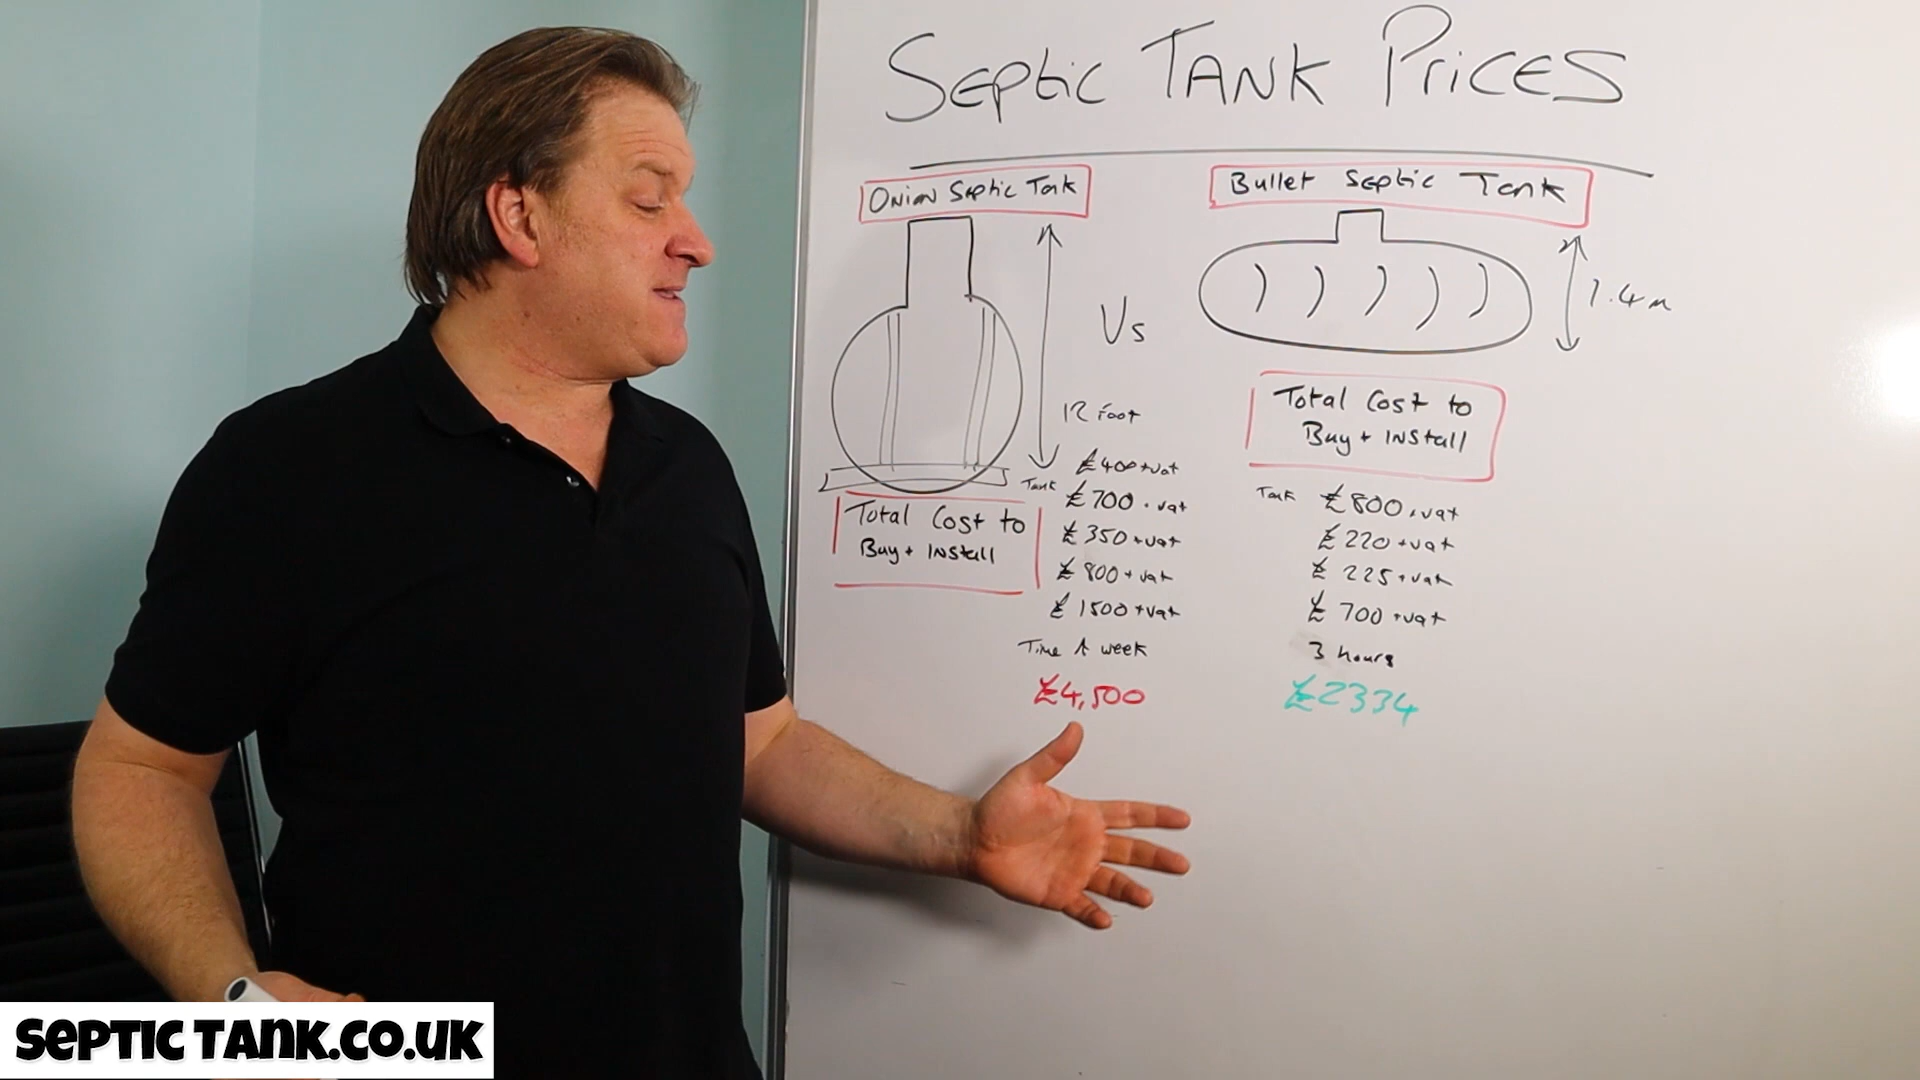 SEPtic TANK PricES
ONiON SEPtic Tank
Bullet SEPtic Tank
Vs
1.4m
12 Foot
Total Cost to
Buy + INStall
£400+vat
Tank £700+vat
£350+vat
£800+vat
£1500+vat
Time A week
£4,500
Total Cost to
Buy + INStall
Tank £800+vat
£220+vat
£225+vat
£700+vat
3 hours
£2334
SEPTIC TANK.CO.UK